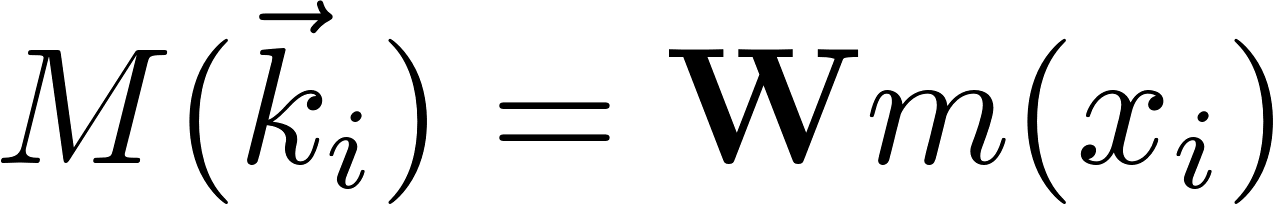 M(\vec{k}_i) = \mathbf{W}m(x_i)